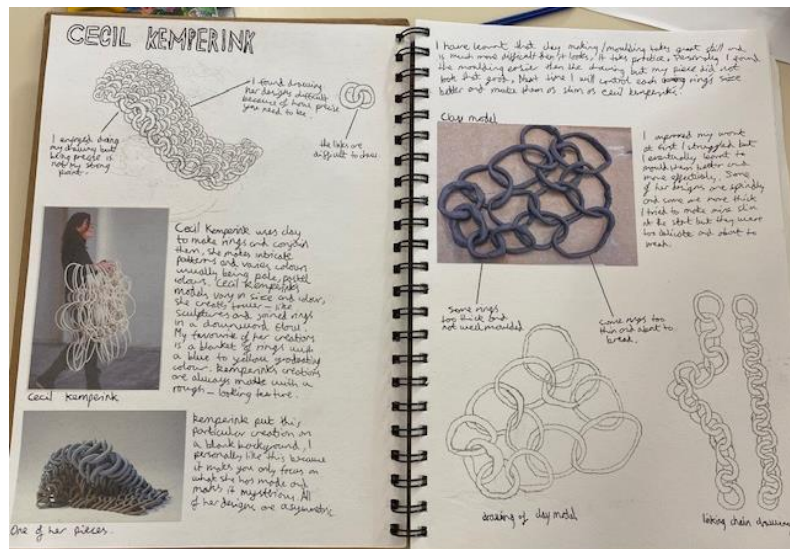 CECIL KEMPERINK
I found drawing
her designs difficult
because of how precise
you need to be.
the links are
difficult to draw.
I enjoyed doing
my drawing but
being precise is
not my strong
point.
Cecil Kemperink uses clay
to make rings and conjoin
them, she makes intricate
patterns and varies colours
usually being pale, pastel
colours. Cecil Kemperinks
models vary in size and colour,
she creates tower-like
sculptures and joined rings
in a downward flow.
My favourite of her creations
is a blanket of rings with
a blue to yellow
colour. Kemperinks creations
are always made with a
rough-looking texture.
Cecil Kemperink
Kemperink put this
particular creation on
a blank background, I
personally like this because
it makes you only focus on
what she has made and
makes it mysterious. All
of her designs are asymmetric
One of her pieces.
I have learnt that clay making/moulding takes great skill and
is much more difficult than it looks, it takes practice. Personally I found
the moulding easier than the drawing but my piece did not
look that good. Next time I will control each rings size
better and make them as slim as Cecil Kemperink.
Clay model
I improved my work
at first I struggled but
I eventually learnt to
mould them better and
more effectively. Some
of her designs are spindly
and some are more thick
I tried to make mine slim
at the start but they were
too delicate and about to
break.
Some rings
too thick and
not well moulded
some rings too
thin and about to
break.
drawing of clay model
linking chain drawing